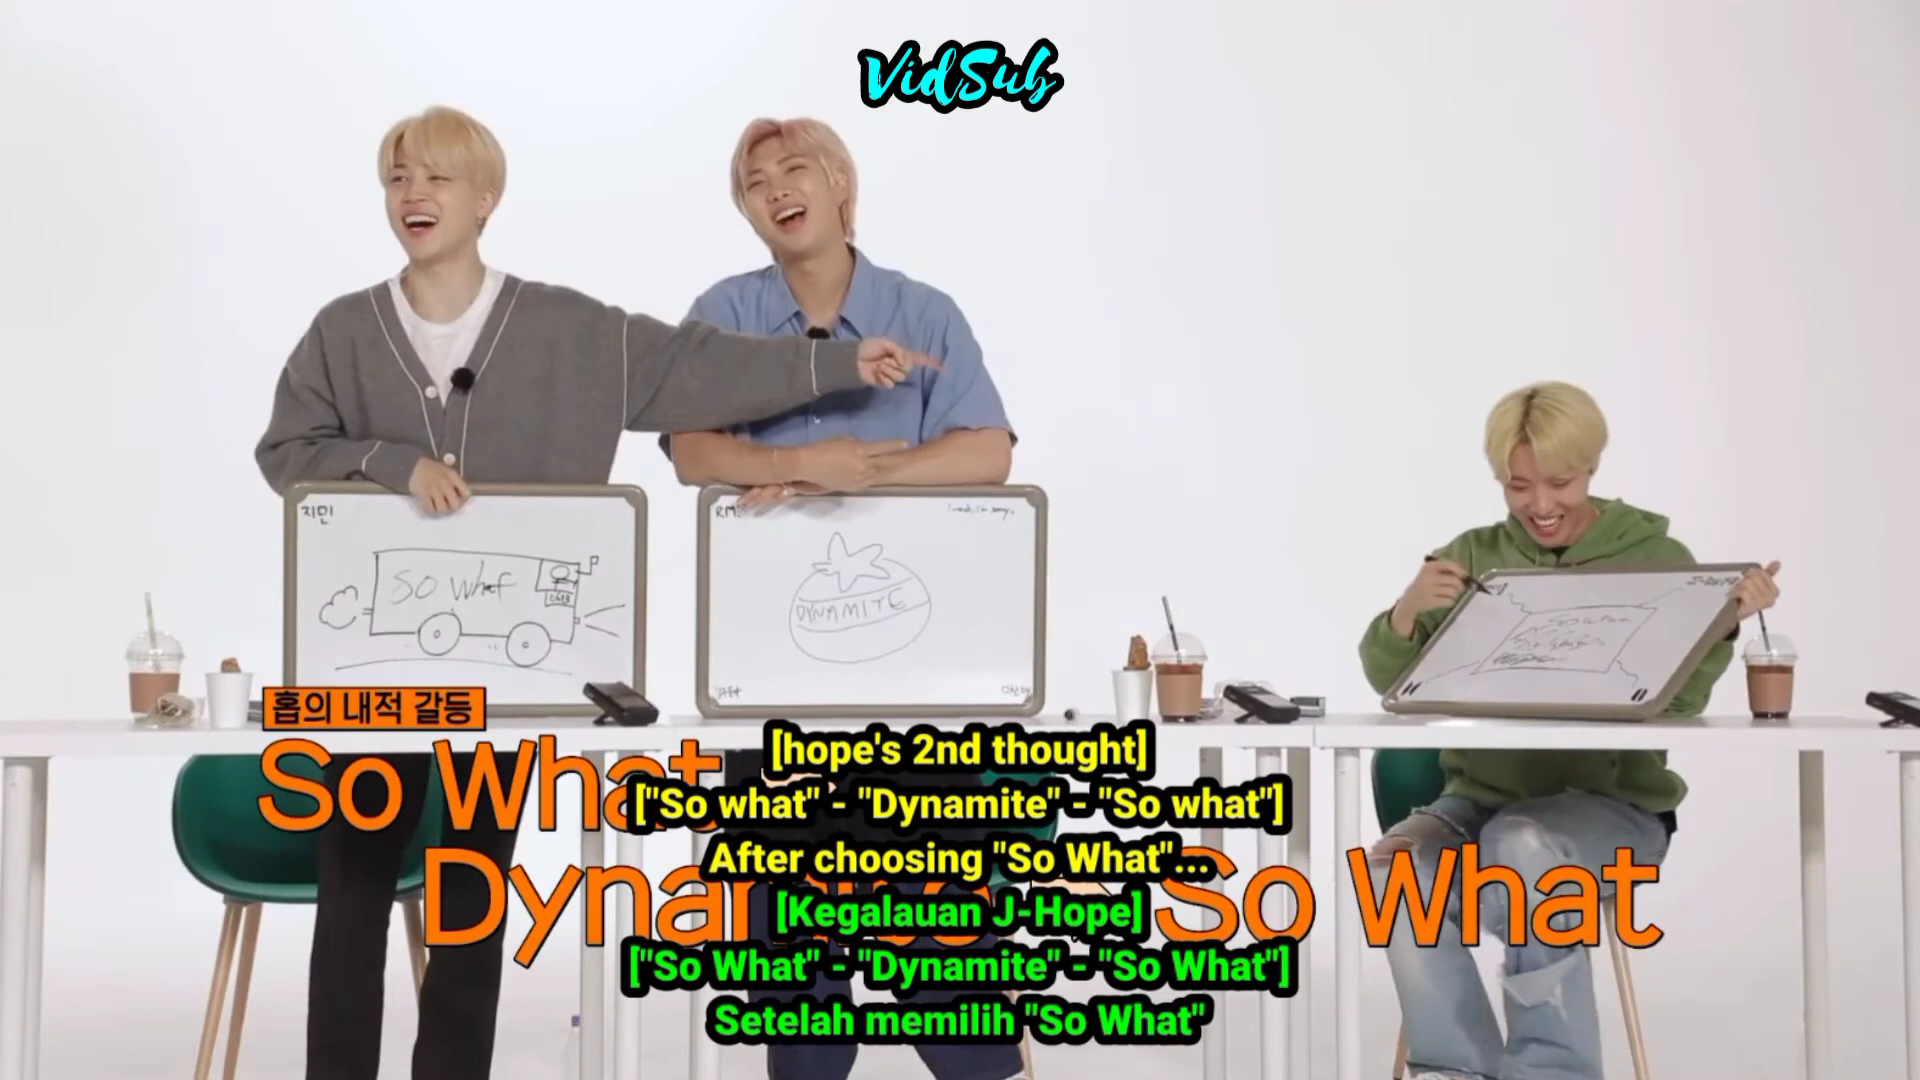 VidSub
지민
So what
RM:
DYNAMITE
홉의 내적 갈등
So What
Dynamite
So What
[hope's 2nd thought]
["So what" - "Dynamite" - "So what"]
After choosing "So What"...
[Kegalauan J-Hope]
["So What" - "Dynamite" - "So What"]
Setelah memilih "So What"